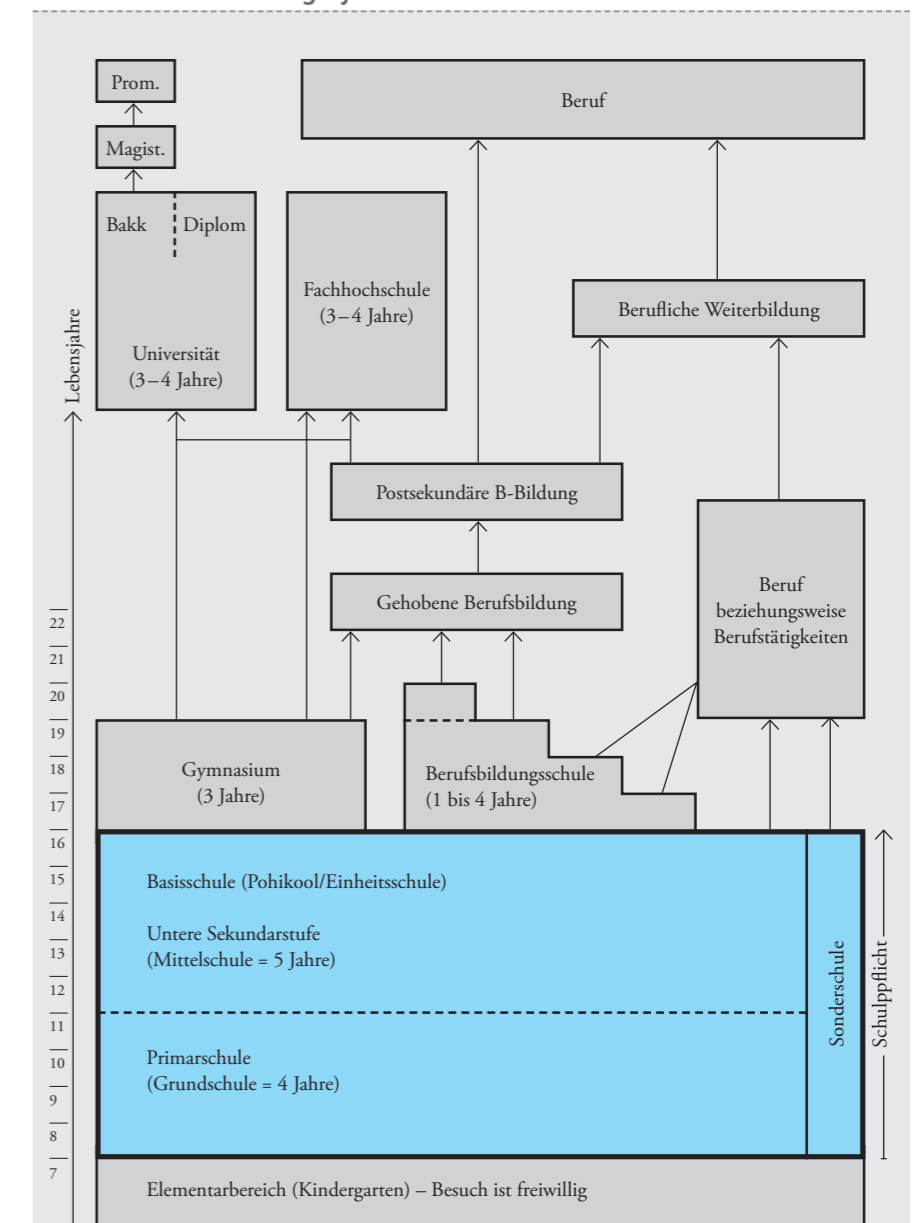 Prom.
Beruf
Magist.
Bakk
Diplom
Fachhochschule
(3–4 Jahre)
Berufliche Weiterbildung
Universität
(3–4 Jahre)
Lebensjahre
Postsekundäre B-Bildung
Gehobene Berufsbildung
Beruf
beziehungsweise
Berufstätigkeiten
22
21
20
19
18
17
16
15
14
13
12
11
10
9
8
7
Gymnasium
(3 Jahre)
Berufsbildungsschule
(1 bis 4 Jahre)
Basisschule (Pohikool/Einheitsschule)
Untere Sekundarstufe
(Mittelschule = 5 Jahre)
Primarschule
(Grundschule = 4 Jahre)
Sonderschule
Schulppflicht
Elementarbereich (Kindergarten) – Besuch ist freiwillig